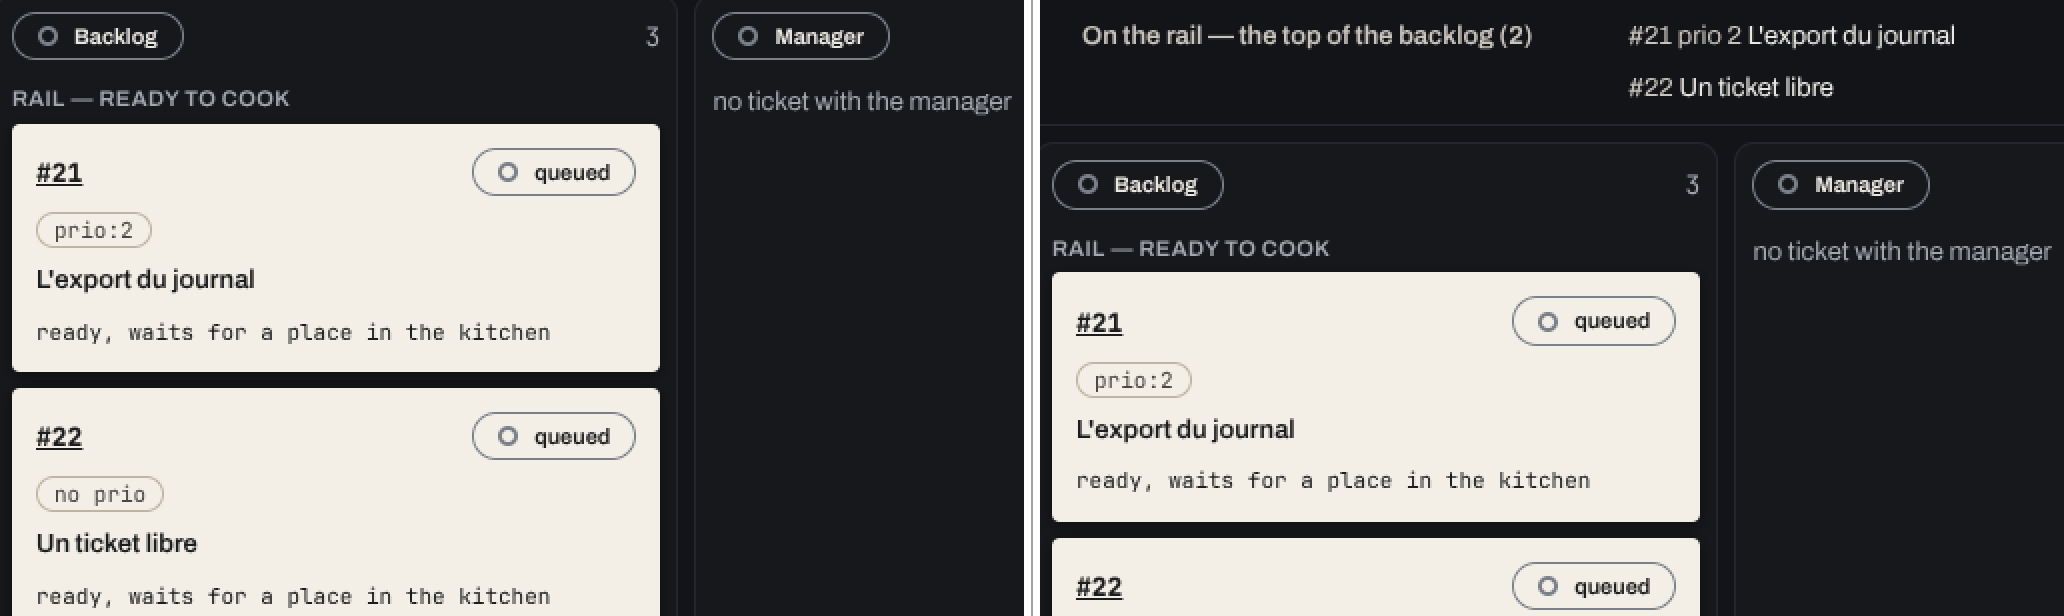 Backlog
3
RAIL — READY TO COOK
#21
queued
prio:2
L'export du journal
ready, waits for a place in the kitchen
#22
queued
no prio
Un ticket libre
ready, waits for a place in the kitchen
Manager
no ticket with the manager
On the rail — the top of the backlog (2)
#21 prio 2 L'export du journal
#22 Un ticket libre
Backlog
3
RAIL — READY TO COOK
#21
queued
prio:2
L'export du journal
ready, waits for a place in the kitchen
#22
queued
Manager
no ticket with the manager